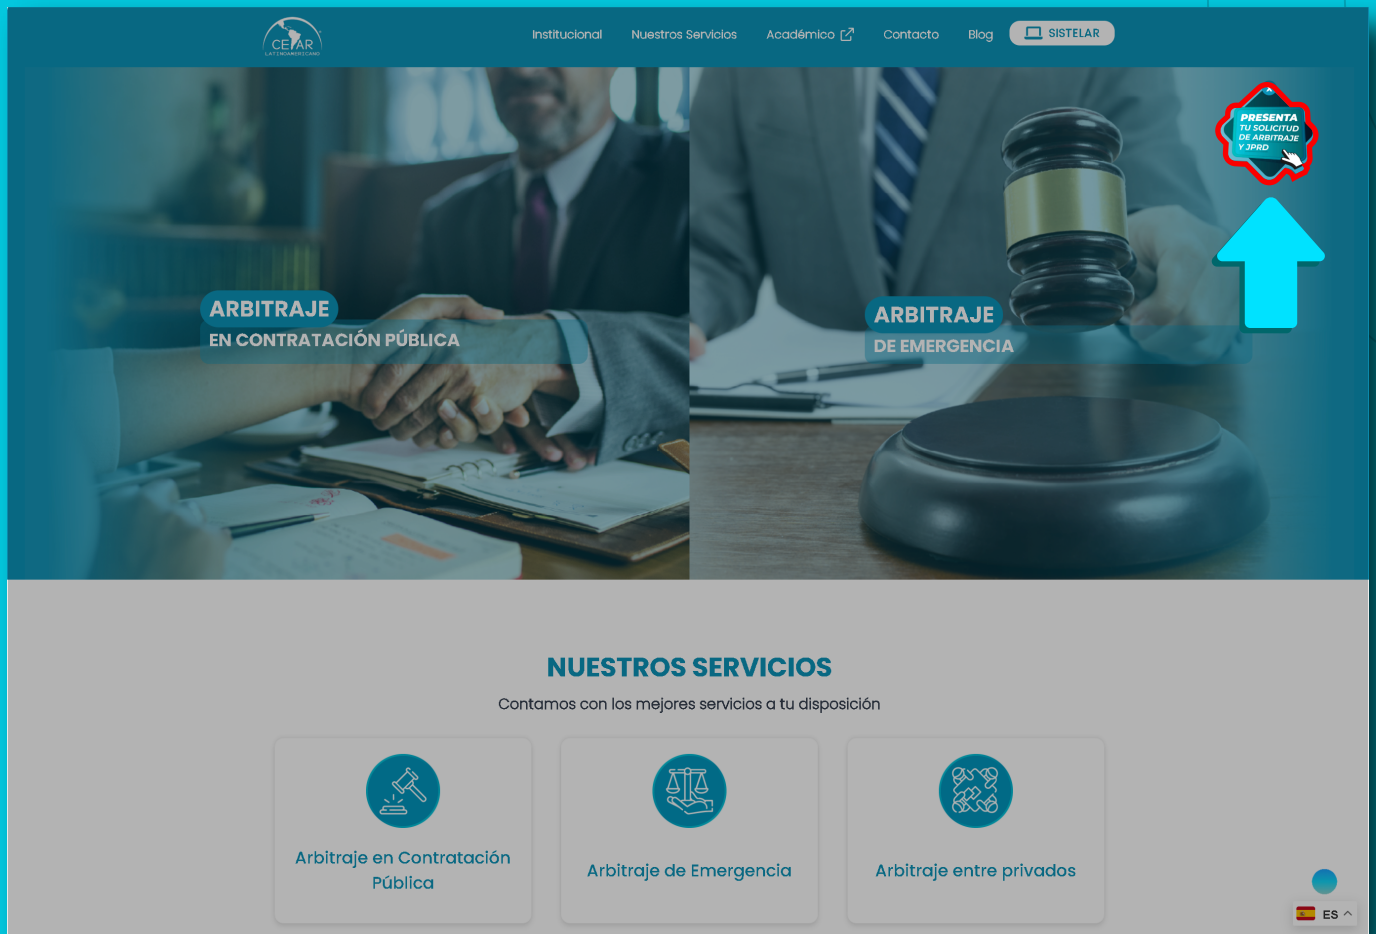 CEAR
LATINOAMERICANO
Institucional
Nuestros Servicios
Académico
Contacto
Blog
SISTELAR
PRESENTA
TU SOLICITUD
DE ARBITRAJE
Y JPRD
ARBITRAJE
EN CONTRATACIÓN PÚBLICA
ARBITRAJE
DE EMERGENCIA
NUESTROS SERVICIOS
Contamos con los mejores servicios a tu disposición
Arbitraje en Contratación
Pública
Arbitraje de Emergencia
Arbitraje entre privados
ES